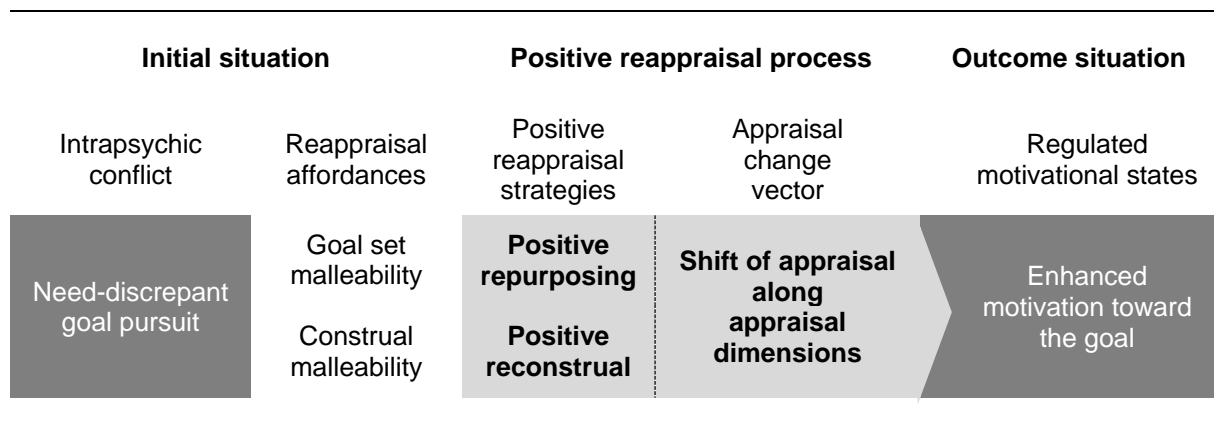 Initial situation
Positive reappraisal process
Outcome situation
Intrapsychic
conflict
Reappraisal
affordances
Positive
reappraisal
strategies
Appraisal
change
vector
Regulated
motivational states
Need-discrepant
goal pursuit
Goal set
malleability
Construal
malleability
Positive
repurposing
Positive
reconstrual
Shift of appraisal
along
appraisal
dimensions
Enhanced
motivation toward
the goal